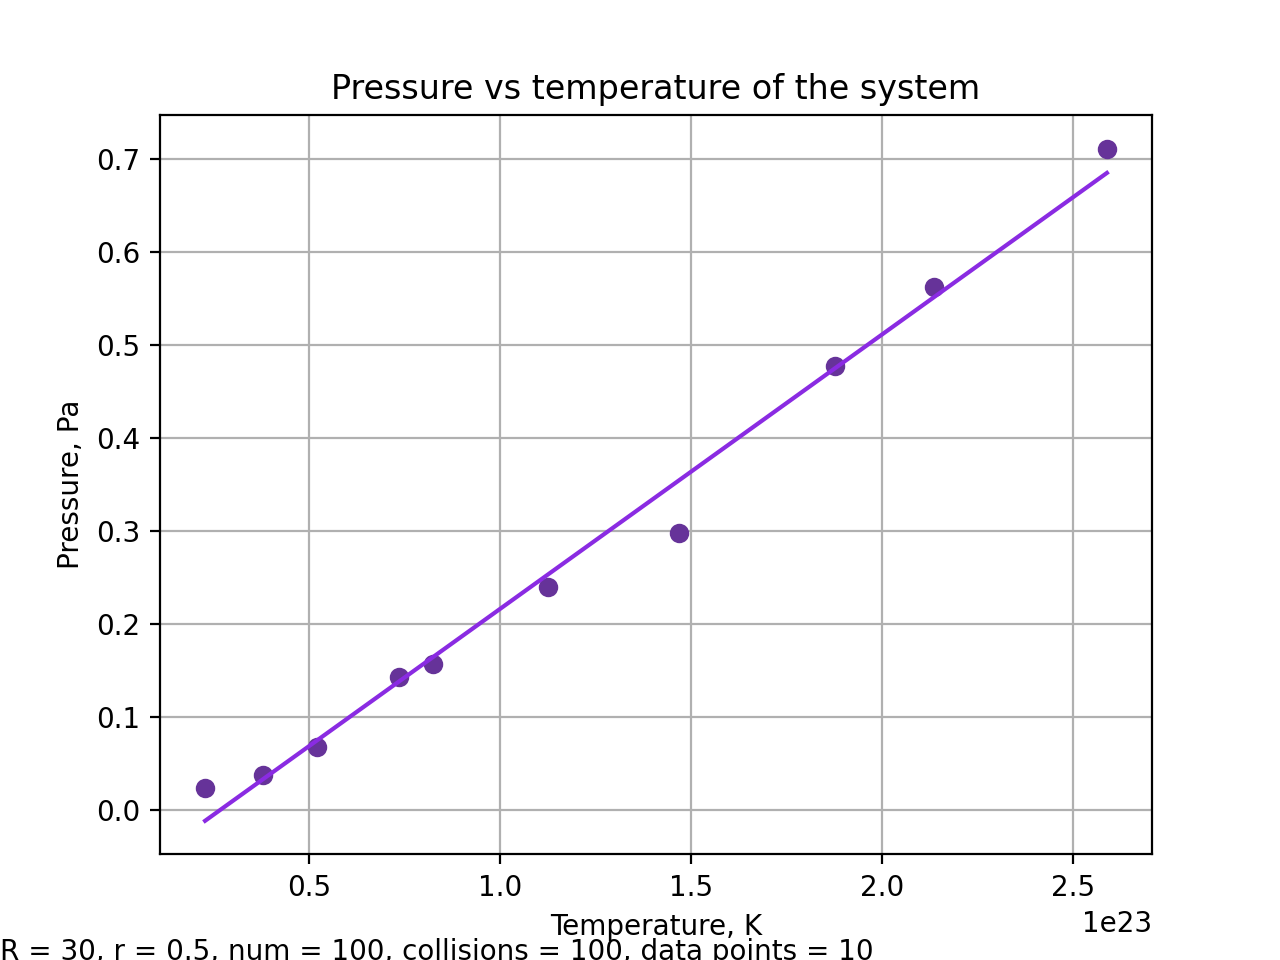 Pressure vs temperature of the system
0.7
0.6
0.5
0.4
0.3
0.2
0.1
0.0
Pressure, Pa
0.5 1.0 1.5 2.0 2.5
1e23
Temperature, K
R = 30, r = 0.5, num = 100, collisions = 100, data points = 10